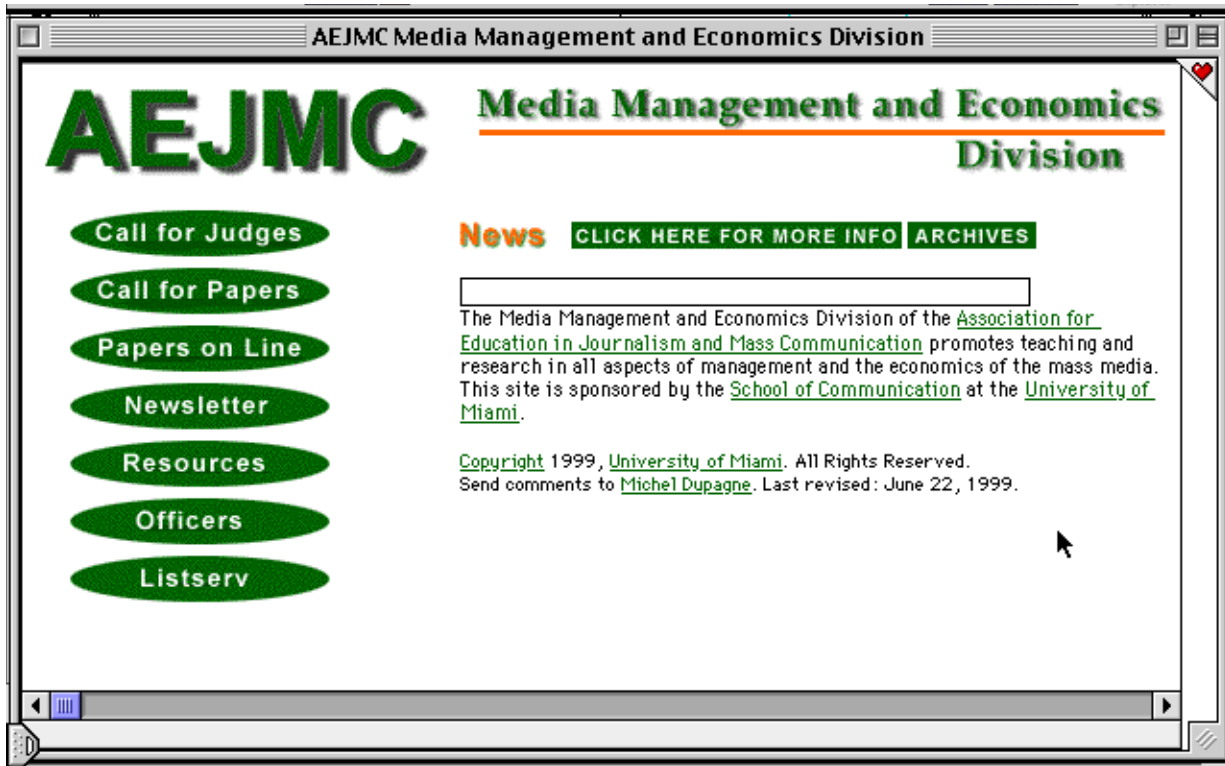 AEJMC Media Management and Economics Division
AEJMC
Media Management and Economics
Division
Call for Judges
Call for Papers
Papers on Line
Newsletter
Resources
Officers
Listserv
News CLICK HERE FOR MORE INFO ARCHIVES
The Media Management and Economics Division of the Association for
Education in Journalism and Mass Communication promotes teaching and
research in all aspects of management and the economics of the mass media.
This site is sponsored by the School of Communication at the University of
Miami.
Copyright 1999, University of Miami. All Rights Reserved.
Send comments to Michel Dupagne. Last revised: June 22, 1999.